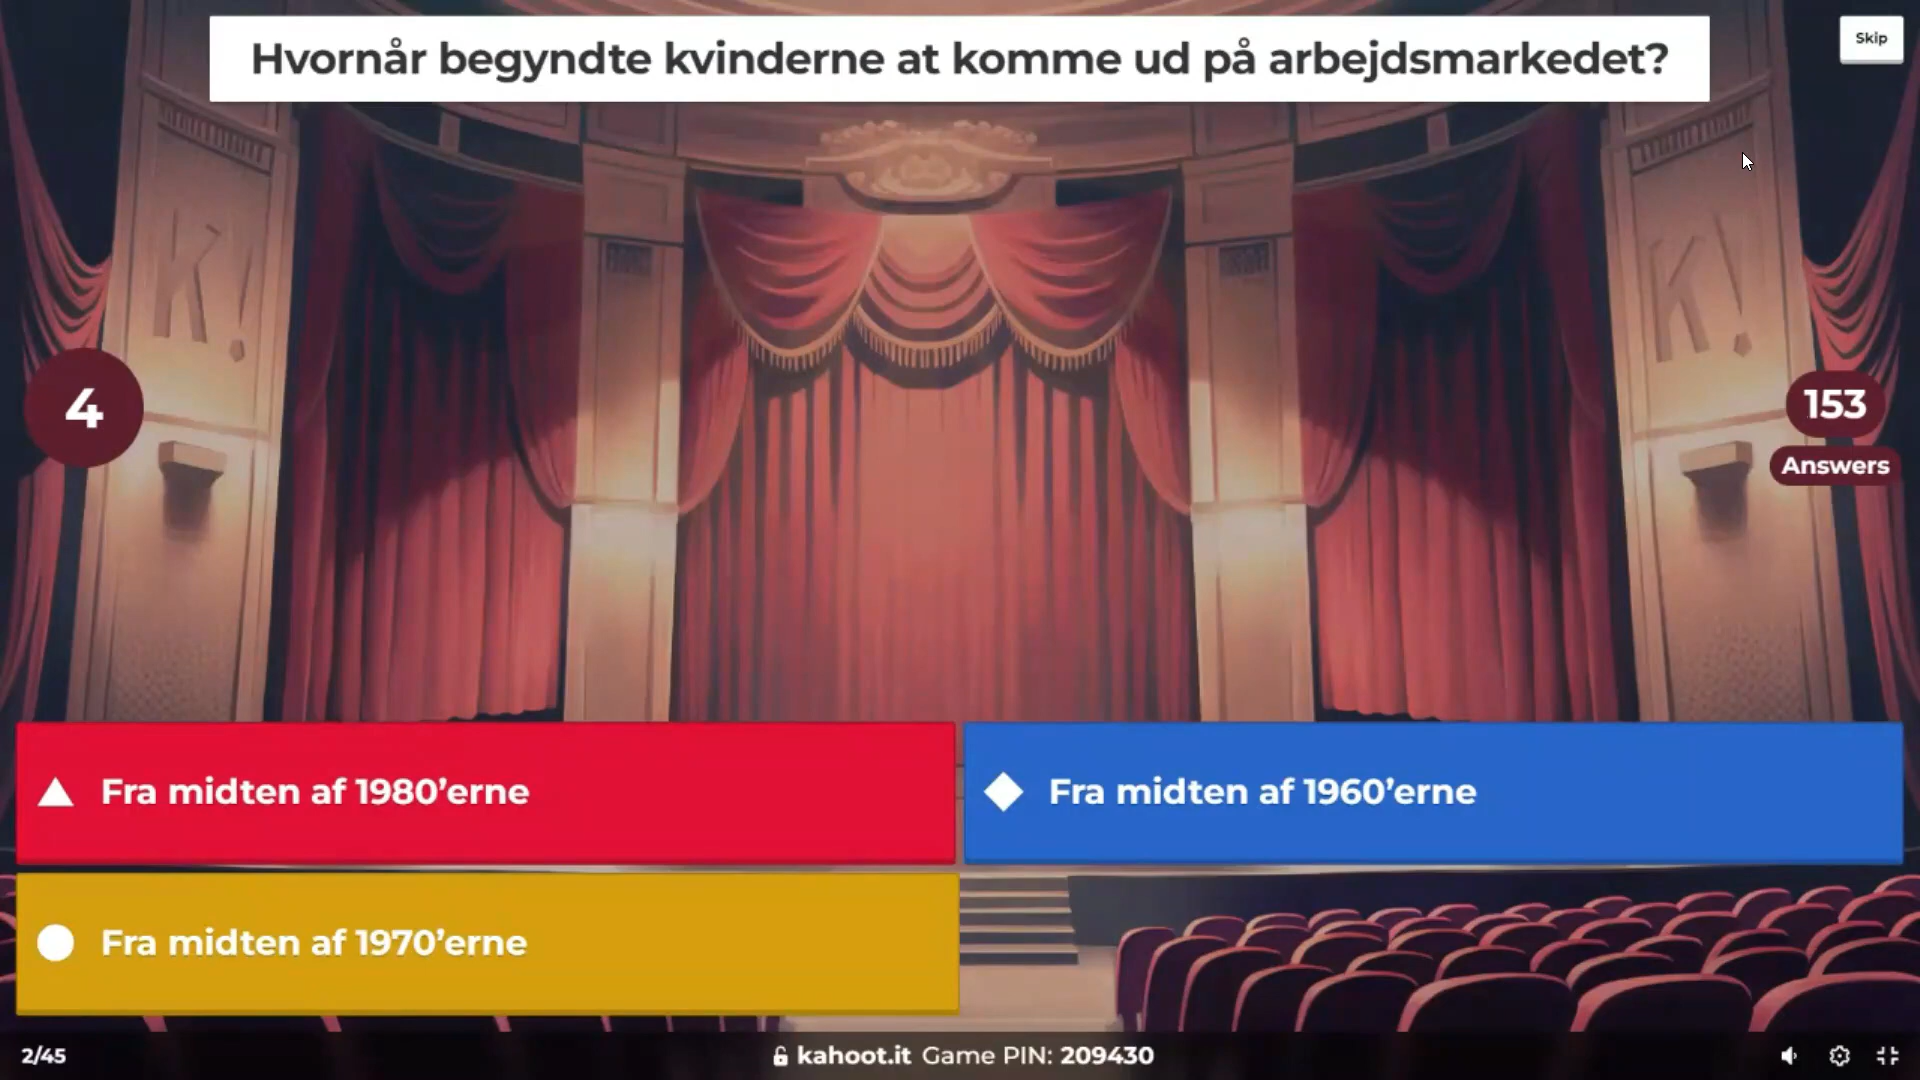 Hvornår begyndte kvinderne at komme ud på arbejdsmarkedet?
Skip
K!
K!
4
153
Answers
Fra midten af 1980’erne
Fra midten af 1960’erne
Fra midten af 1970’erne
2/45
kahoot.it Game PIN: 209430